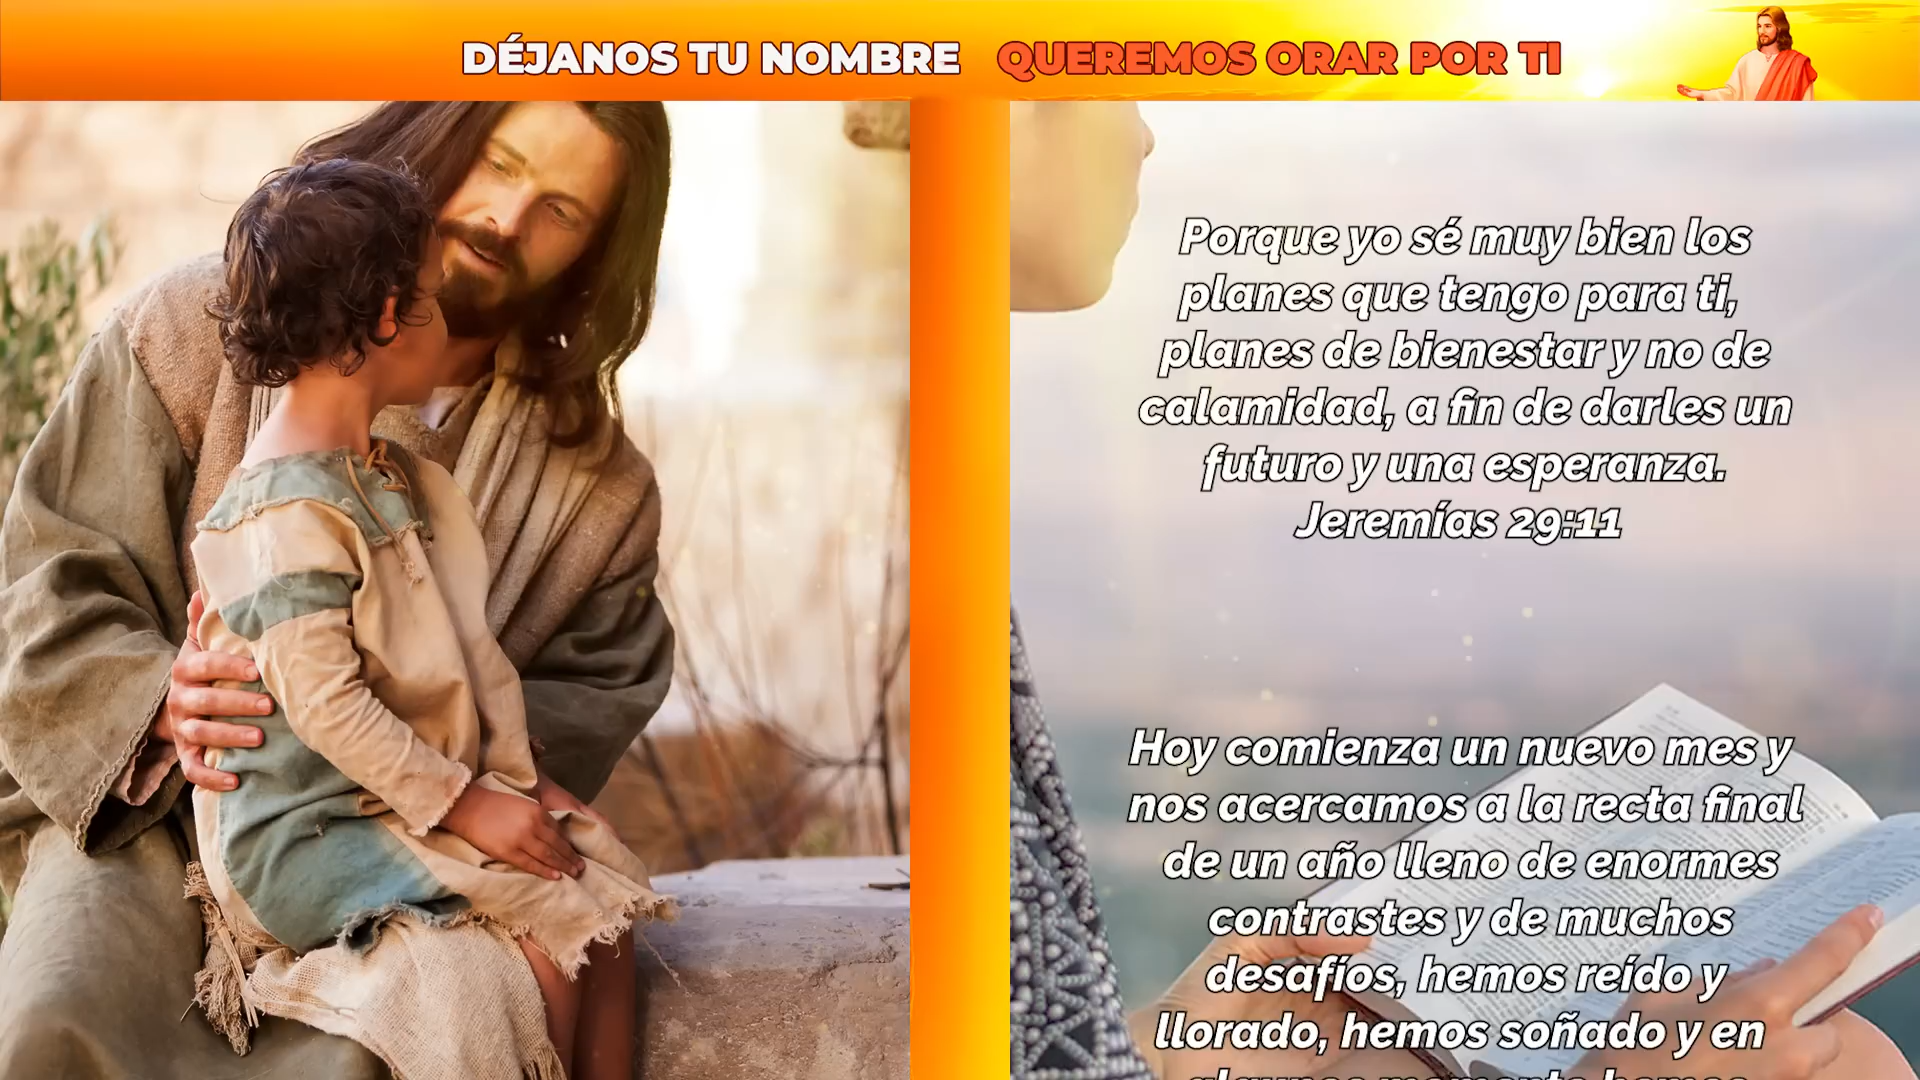 DÉJANOS TU NOMBRE QUEREMOS ORAR POR TI
Porque yo sé muy bien los
planes que tengo para ti,
planes de bienestar y no de
calamidad, a fin de darles un
futuro y una esperanza.
Jeremías 29:11
Hoy comienza un nuevo mes y
nos acercamos a la recta final
de un año lleno de enormes
contrastes y de muchos
desafíos, hemos reído y
llorado, hemos soñado y en